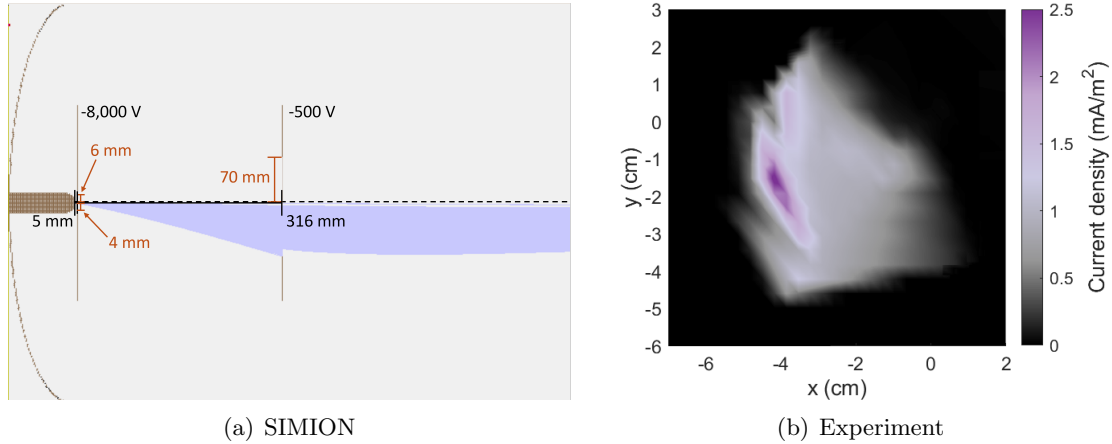 -8,000 V
-500 V
6 mm
70 mm
5 mm
316 mm
4 mm
(a) SIMION
3
2
1
0
-1
-2
-3
-4
-5
-6
y (cm)
-6
-4
-2
0
2
x (cm)
2.5
2
1.5
1
0.5
0
Current density (mA/m²)
(b) Experiment